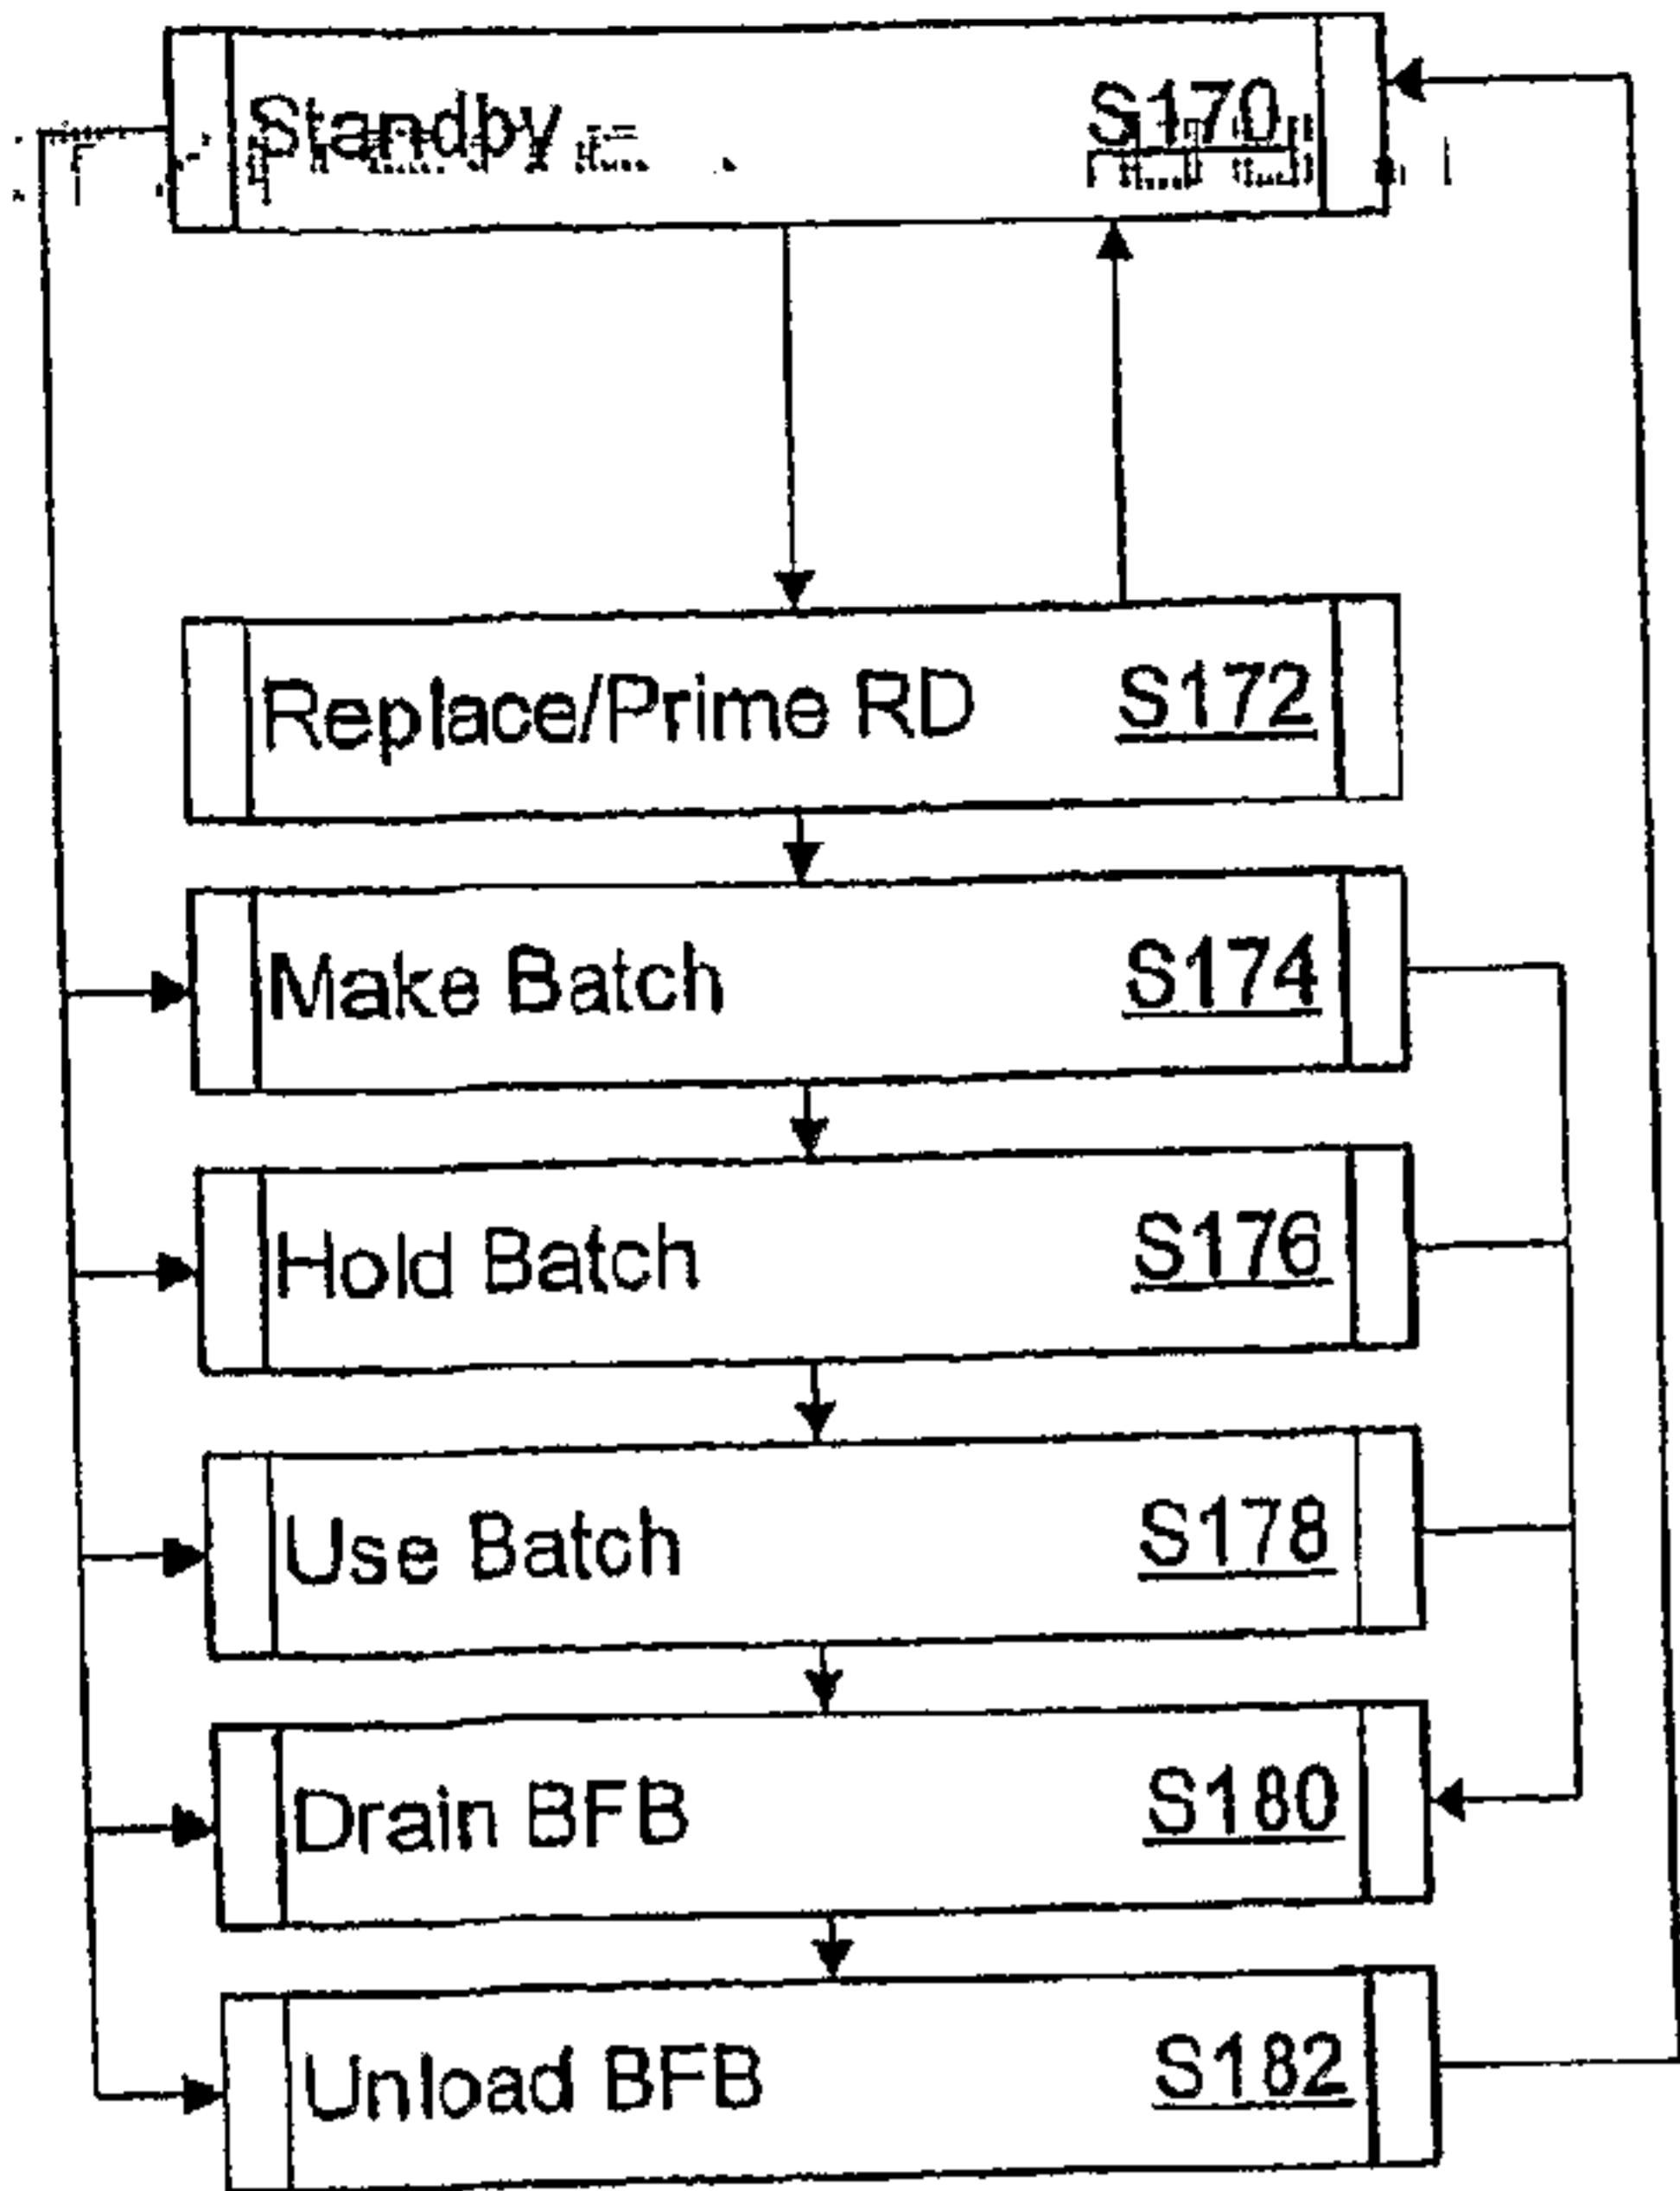 Standby S170
Replace/Prime RD S172
Make Batch S174
Hold Batch S176
Use Batch S178
Drain BFB S180
Unload BFB S182